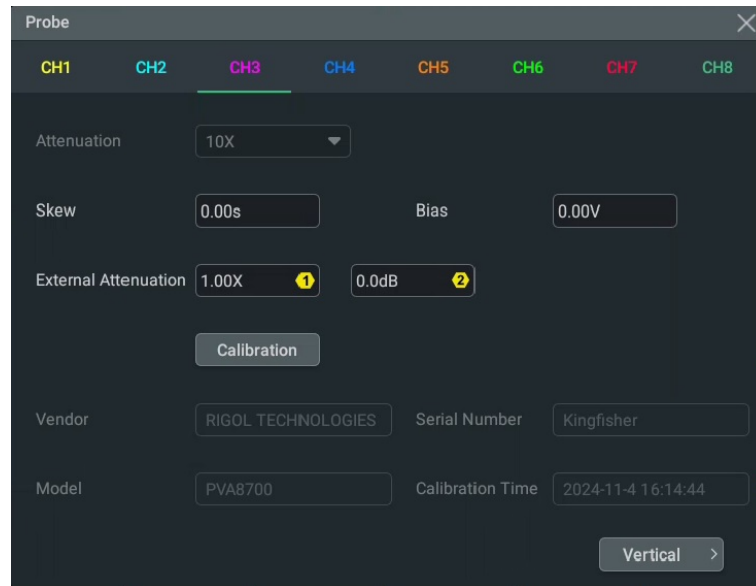 Probe
CH1 CH2 CH3 CH4 CH5 CH6 CH7 CH8
Attenuation 10X
Skew 0.00s Bias 0.00V
External Attenuation 1.00X 1 0.0dB 2
Calibration
Vendor RIGOL TECHNOLOGIES Serial Number Kingfisher
Model PVA8700 Calibration Time 2024-11-4 16:14:44
Vertical >